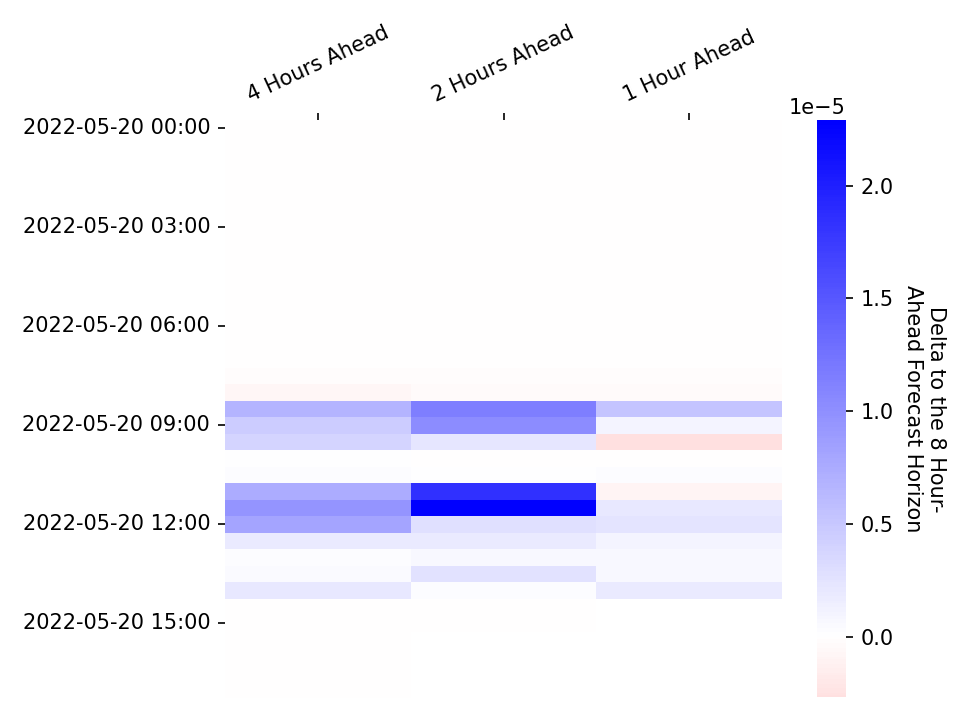 4 Hours Ahead
2 Hours Ahead
1 Hour Ahead
1e−5
2022-05-20 00:00
2022-05-20 03:00
2022-05-20 06:00
2022-05-20 09:00
2022-05-20 12:00
2022-05-20 15:00
2.0
1.5
1.0
0.5
0.0
Delta to the 8 Hour-
Ahead Forecast Horizon